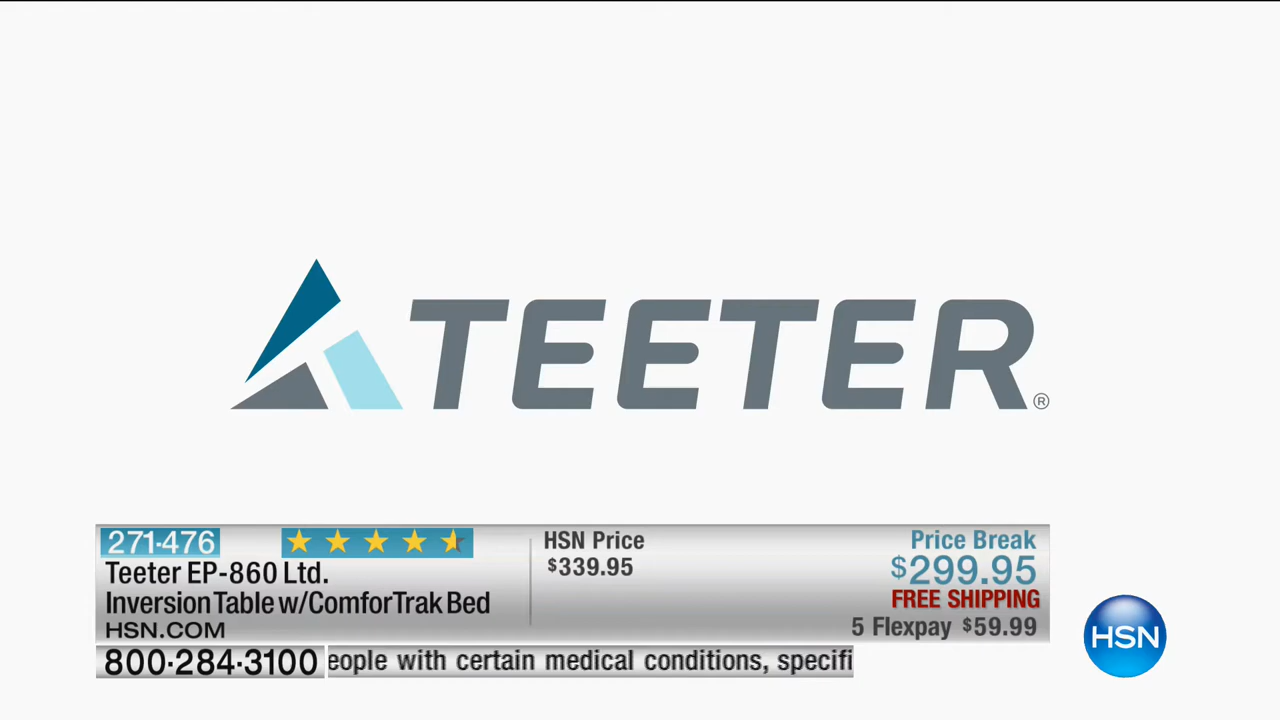 TEETER®
271-476
Teeter EP-860 Ltd.
Inversion Table w/ComforTrak Bed
HSN.COM
HSN Price
$339.95
Price Break
$299.95
FREE SHIPPING
5 Flexpay $59.99
800·284·3100
eople with certain medical conditions, specifi
HSN